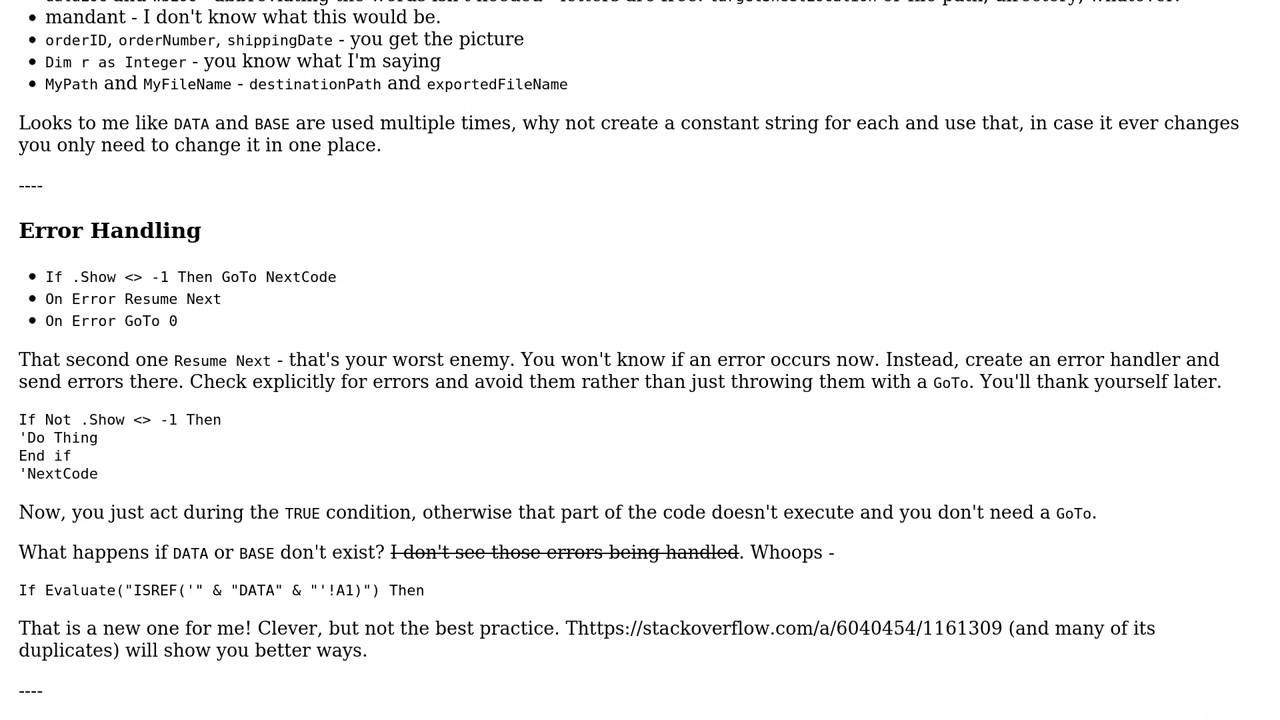 mandant - I don't know what this would be.
orderID, orderNumber, shippingDate - you get the picture
Dim r as Integer - you know what I'm saying
MyPath and MyFileName - destinationPath and exportedFileName
Looks to me like DATA and BASE are used multiple times, why not create a constant string for each and use that, in case it ever changes
you only need to change it in one place.
----
Error Handling
If .Show <> -1 Then GoTo NextCode
On Error Resume Next
On Error GoTo 0
That second one Resume Next - that's your worst enemy. You won't know if an error occurs now. Instead, create an error handler and
send errors there. Check explicitly for errors and avoid them rather than just throwing them with a GoTo. You'll thank yourself later.
If Not .Show <> -1 Then
'Do Thing
End if
'NextCode
Now, you just act during the TRUE condition, otherwise that part of the code doesn't execute and you don't need a GoTo.
What happens if DATA or BASE don't exist? I don't see those errors being handled. Whoops -
If Evaluate("ISREF('" & "DATA" & "'!A1)") Then
That is a new one for me! Clever, but not the best practice. Thttps://stackoverflow.com/a/6040454/1161309 (and many of its
duplicates) will show you better ways.
----